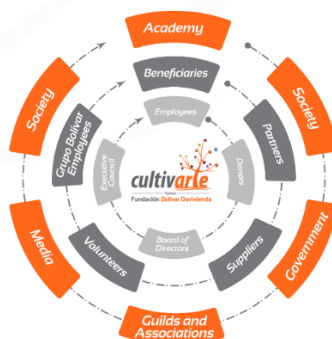 Academy
Society
Society
Beneficiaries
Grupo Bolívar
Employees
Partners
Employees
Executive
Council
Donors
cultivarte
Fundación Bolívar Davivienda
Board of
Directors
Volunteers
Suppliers
Media
Government
Guilds and
Associations